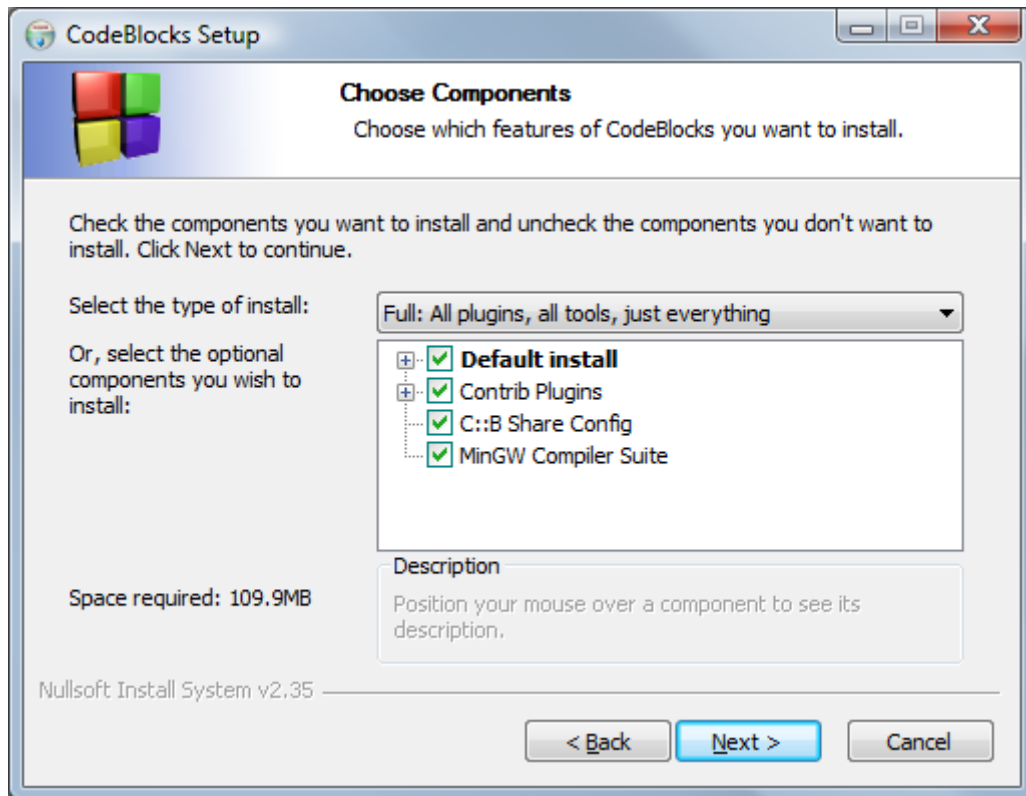 CodeBlocks Setup
Choose Components
Choose which features of CodeBlocks you want to install.
Check the components you want to install and uncheck the components you don't want to
install. Click Next to continue.
Select the type of install:
Full: All plugins, all tools, just everything
Or, select the optional
components you wish to
install:
Default install
Contrib Plugins
C::B Share Config
MinGW Compiler Suite
Space required: 109.9MB
Description
Position your mouse over a component to see its
description.
Nullsoft Install System v2.35
< Back
Next >
Cancel